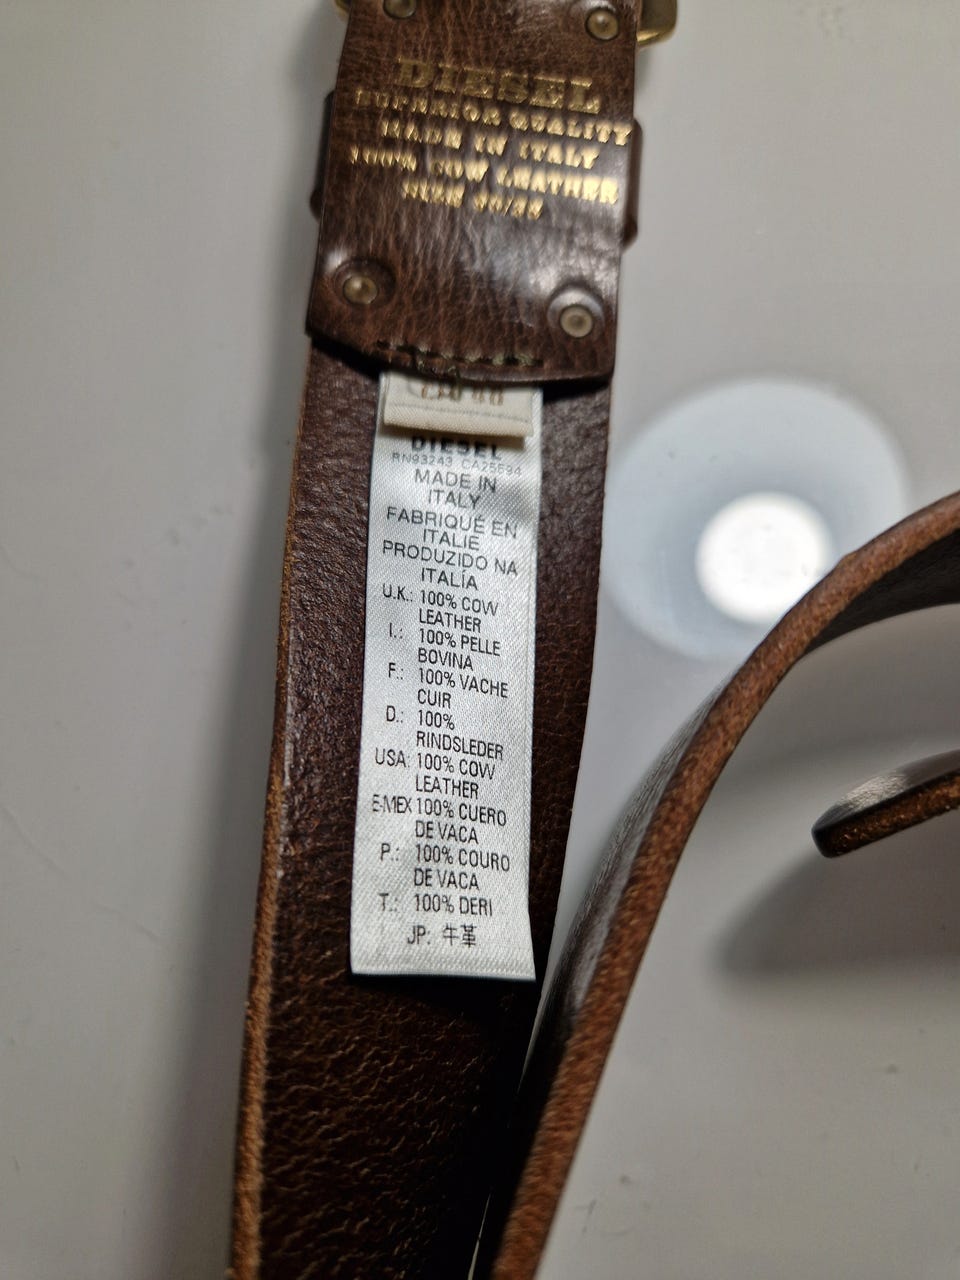 DIESEL
SUPERIOR QUALITY
MADE IN ITALY
100% COW LEATHER
SIZE
DIESEL
RN93243 CA25594
MADE IN
ITALY
FABRIQUÉ EN
ITALIE
PRODUZIDO NA
ITALÍA
U.K.: 100% COW
LEATHER
I.: 100% PELLE
BOVINA
F.: 100% VACHE
CUIR
D.: 100%
RINDSLEDER
USA: 100% COW
LEATHER
E-MEX 100% CUERO
DE VACA
P.: 100% COURO
DE VACA
T.: 100% DERI
JP: 牛革